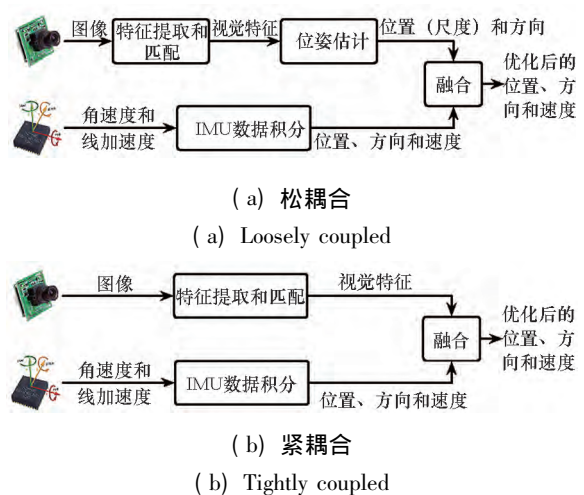 图像
特征提取和
匹配
视觉特征
位姿估计
位置（尺度）和方向
融合
优化后的
位置、方
向和速度
角速度和
线加速度
IMU数据积分
位置、方向和速度
( a) 松耦合
( a) Loosely coupled
图像
特征提取和匹配
视觉特征
融合
优化后的
位置、方
向和速度
角速度和
线加速度
IMU数据积分
位置、方向和速度
( b) 紧耦合
( b) Tightly coupled